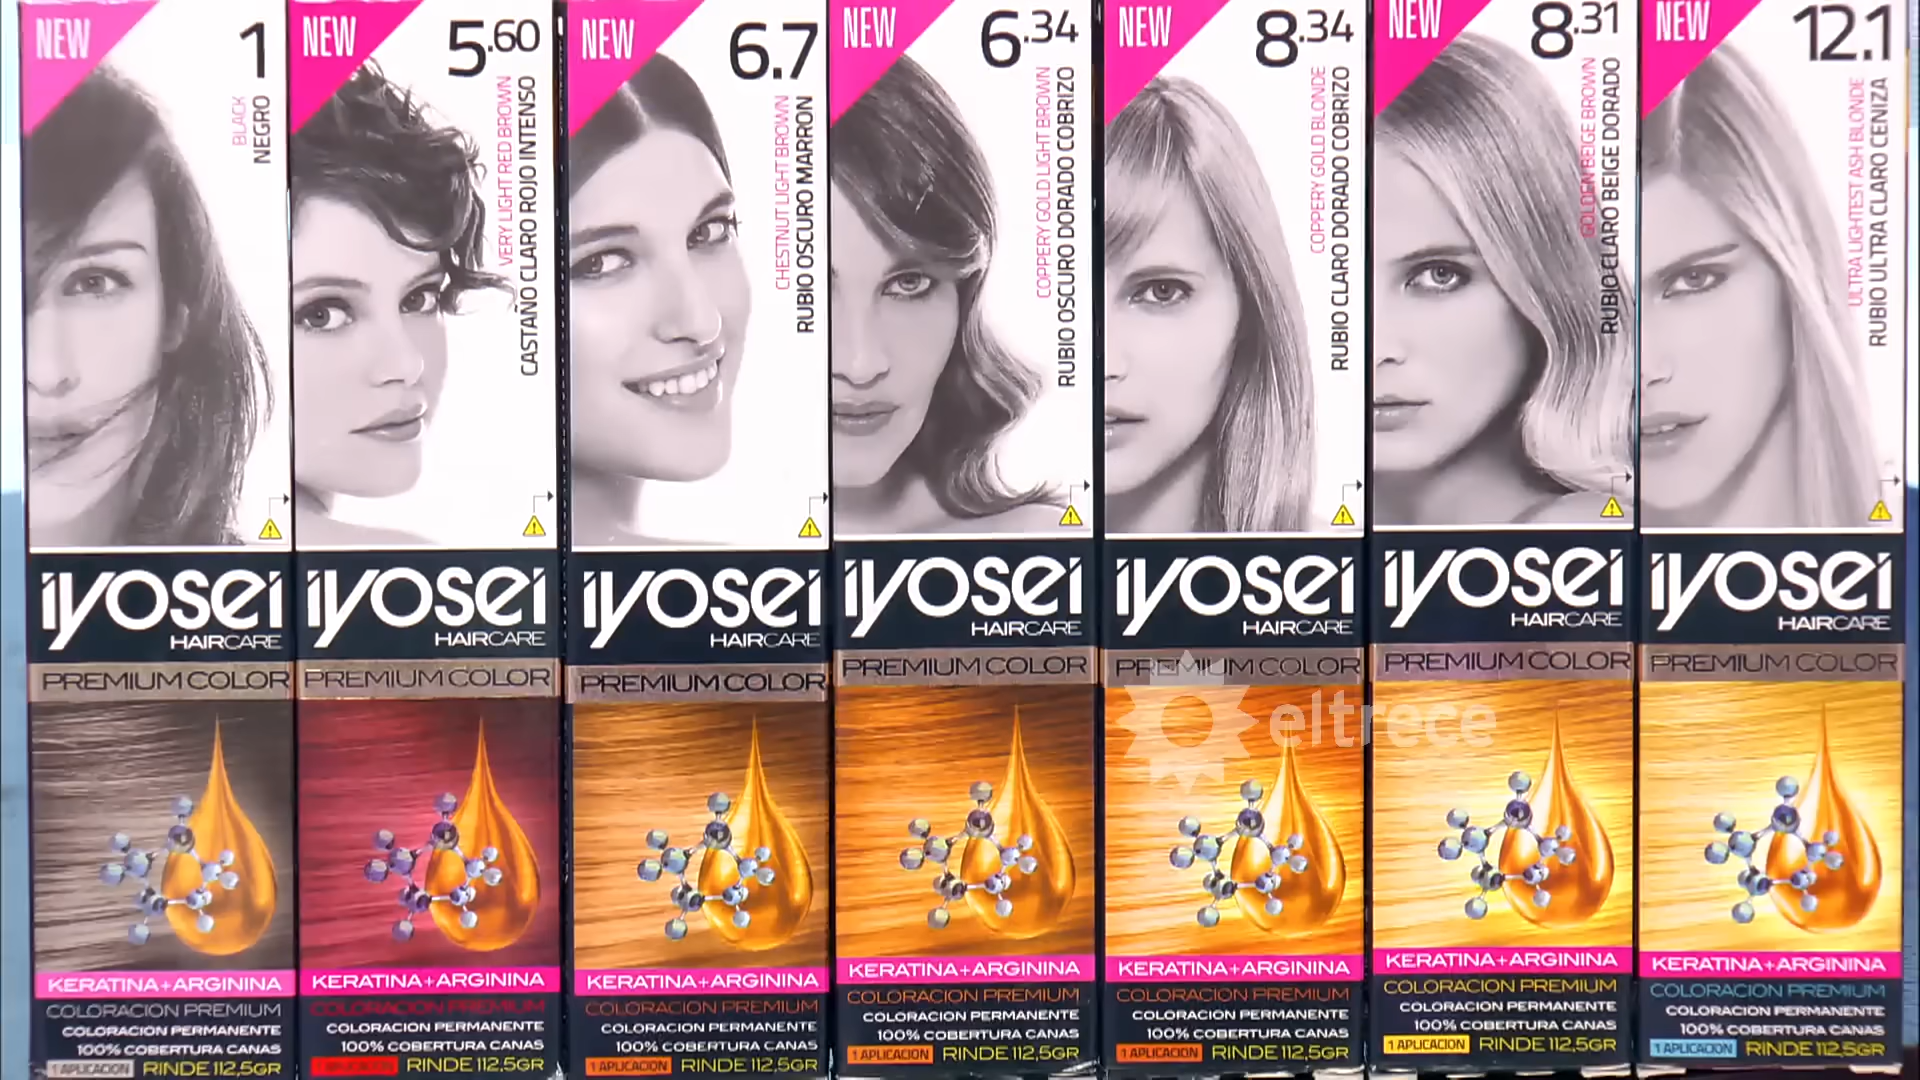 NEW
1
BLACK
NEGRO
iyosei
HAIRCARE
PREMIUM COLOR
KERATINA+ARGININA
COLORACION PREMIUM
COLORACION PERMANENTE
100% COBERTURA CANAS
1 APLICACION RINDE 112,5GR
NEW
5.60
VERY LIGHT RED BROWN
CASTAÑO CLARO ROJO INTENSO
iyosei
HAIRCARE
PREMIUM COLOR
KERATINA+ARGININA
COLORACION PREMIUM
COLORACION PERMANENTE
100% COBERTURA CANAS
1 APLICACION RINDE 112,5GR
NEW
6.7
CHESTNUT LIGHT BROWN
RUBIO OSCURO MARRON
iyosei
HAIRCARE
PREMIUM COLOR
KERATINA+ARGININA
COLORACION PREMIUM
COLORACION PERMANENTE
100% COBERTURA CANAS
1 APLICACION RINDE 112,5GR
NEW
6.34
COPPERY GOLD LIGHT BROWN
RUBIO OSCURO DORADO COBRIZO
iyosei
HAIRCARE
PREMIUM COLOR
KERATINA+ARGININA
COLORACION PREMIUM
COLORACION PERMANENTE
100% COBERTURA CANAS
1 APLICACION RINDE 112,5GR
NEW
8.34
COPPERY GOLD BLONDE
RUBIO CLARO DORADO COBRIZO
iyosei
HAIRCARE
PREMIUM COLOR
eltrece
KERATINA+ARGININA
COLORACION PREMIUM
COLORACION PERMANENTE
100% COBERTURA CANAS
1 APLICACION RINDE 112,5GR
NEW
8.31
GOLDEN BEIGE BROWN
RUBIO CLARO BEIGE DORADO
iyosei
HAIRCARE
PREMIUM COLOR
KERATINA+ARGININA
COLORACION PREMIUM
COLORACION PERMANENTE
100% COBERTURA CANAS
1 APLICACION RINDE 112,5GR
NEW
12.1
ULTRA LIGHTEST ASH BLONDE
RUBIO ULTRA CLARO CENIZA
iyosei
HAIRCARE
PREMIUM COLOR
KERATINA+ARGININA
COLORACION PREMIUM
COLORACION PERMANENTE
100% COBERTURA CANAS
1 APLICACION RINDE 112,5GR